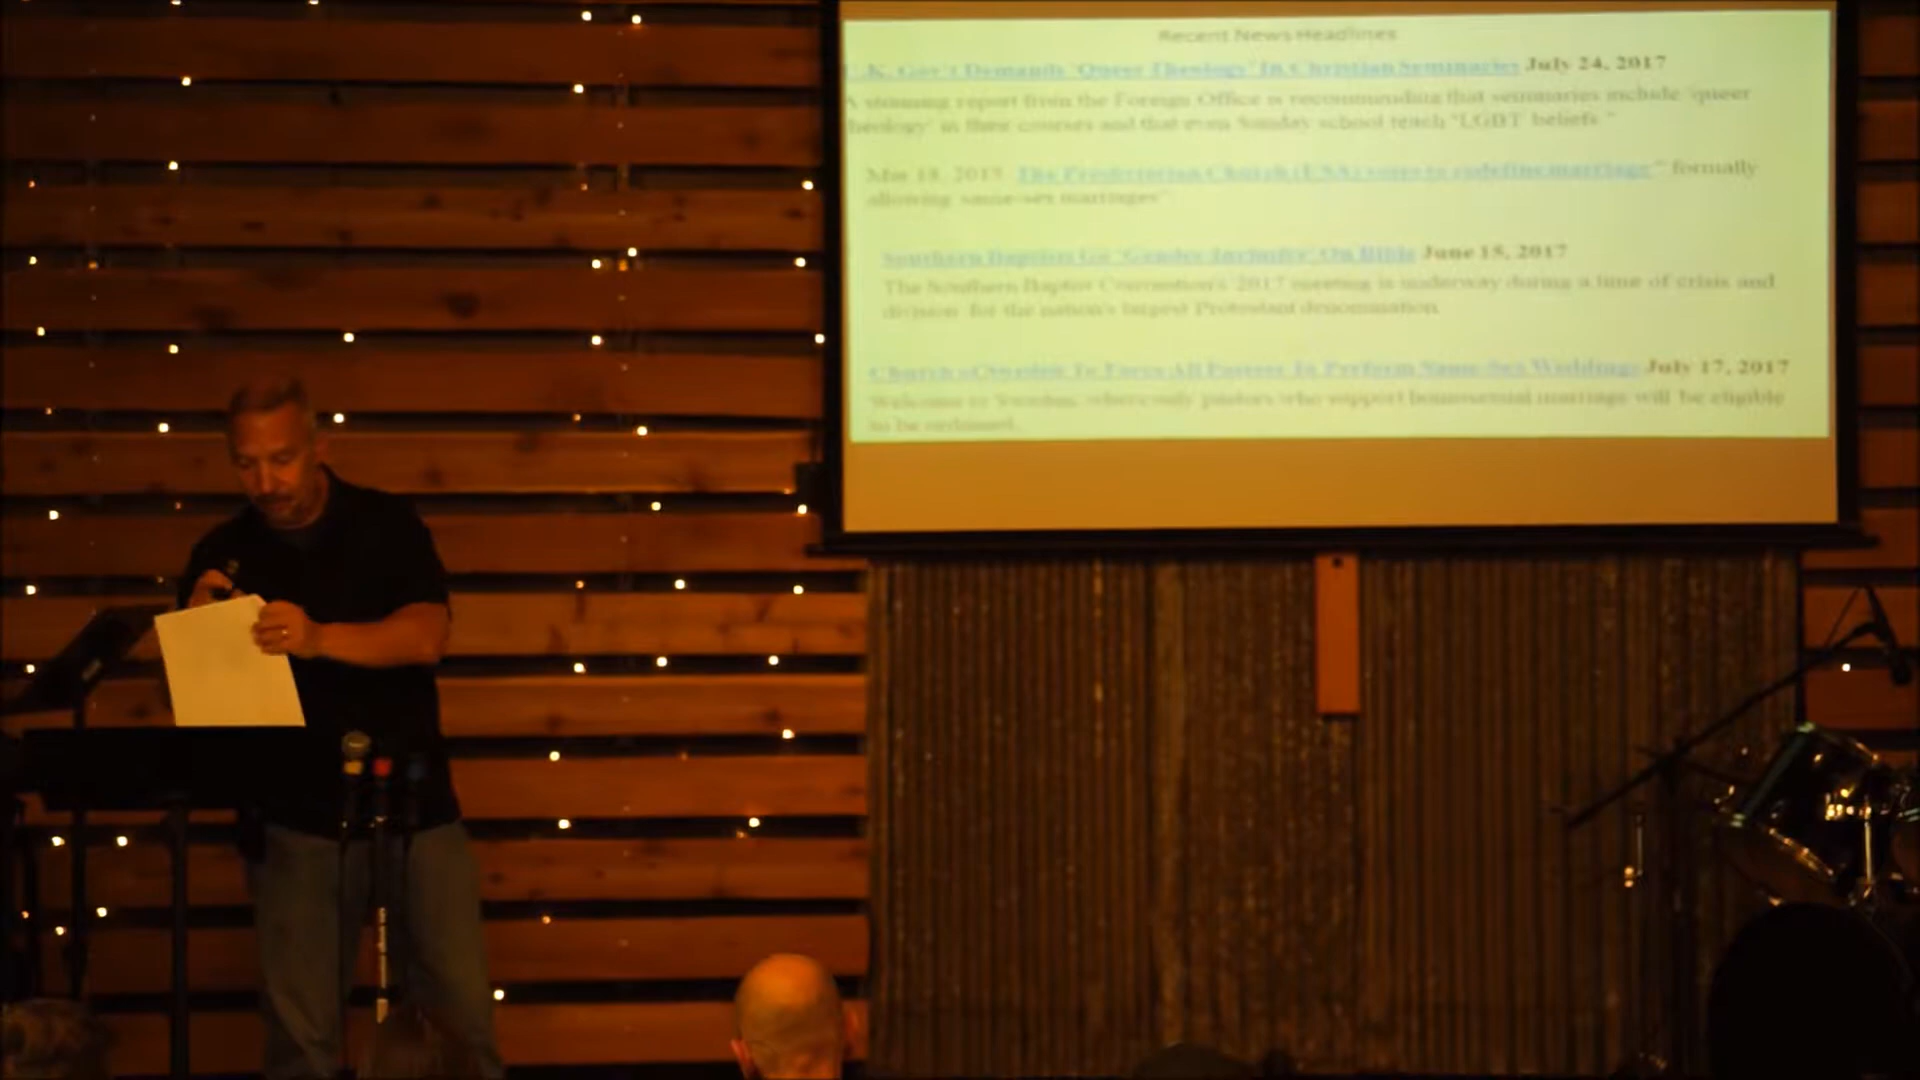 Recent News Headlines
U.K. Gov't Demands 'Queer Theology' In Christian Seminaries July 24, 2017
A stunning report from the Foreign Office is recommending that seminaries include 'queer
theology' in three courses and that even Sunday school teach "LGBT beliefs."
Mar 18, 2017 The Presbyterian Church (USA) votes to redefine marriage" formally
allowing same-sex marriages"
Southern Baptists Go 'Gender-Inclusive' On Bible June 15, 2017
The Southern Baptist Convention's 2017 meeting is underway during a time of crisis and
division for the nation's largest Protestant denomination
Church of Sweden To Force All Pastors To Perform Same-Sex Weddings July 17, 2017
Welcome to Sweden, where only pastors who support homosexual marriage will be eligible
to be ordained.